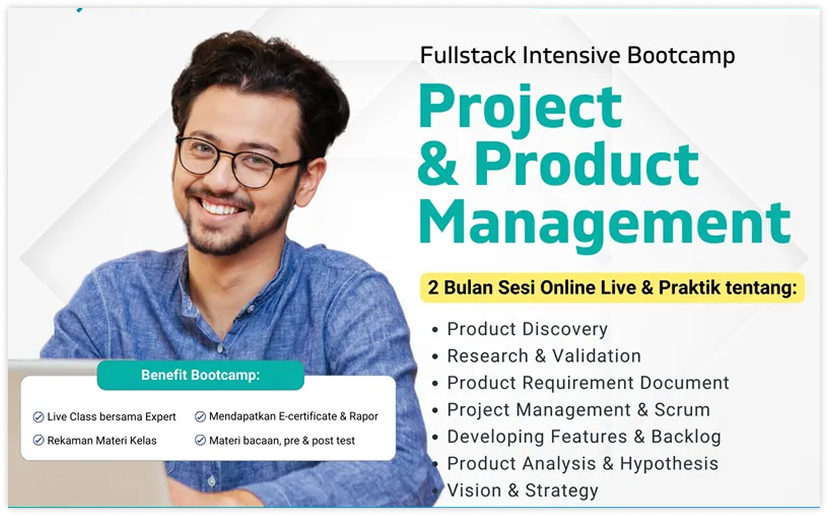 Fullstack Intensive Bootcamp
Project
& Product
Management
2 Bulan Sesi Online Live & Praktik tentang:
• Product Discovery
• Research & Validation
• Product Requirement Document
• Project Management & Scrum
• Developing Features & Backlog
• Product Analysis & Hypothesis
• Vision & Strategy
Benefit Bootcamp:
Live Class bersama Expert
Mendapatkan E-certificate & Rapor
Rekaman Materi Kelas
Materi bacaan, pre & post test